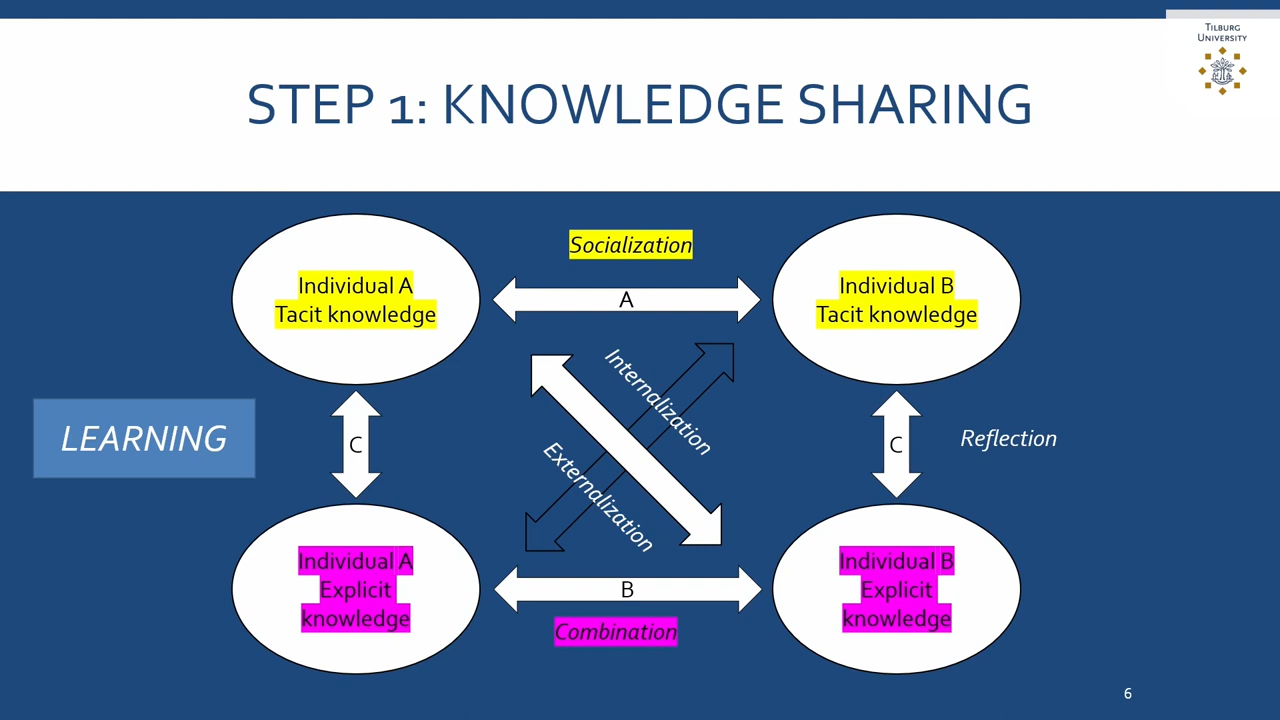 TILBURG
UNIVERSITY
STEP 1: KNOWLEDGE SHARING
Socialization
Individual A
Tacit knowledge
A
Individual B
Tacit knowledge
Internalization
Externalization
LEARNING
C
C
Reflection
Individual A
Explicit
knowledge
B
Individual B
Explicit
knowledge
Combination
6